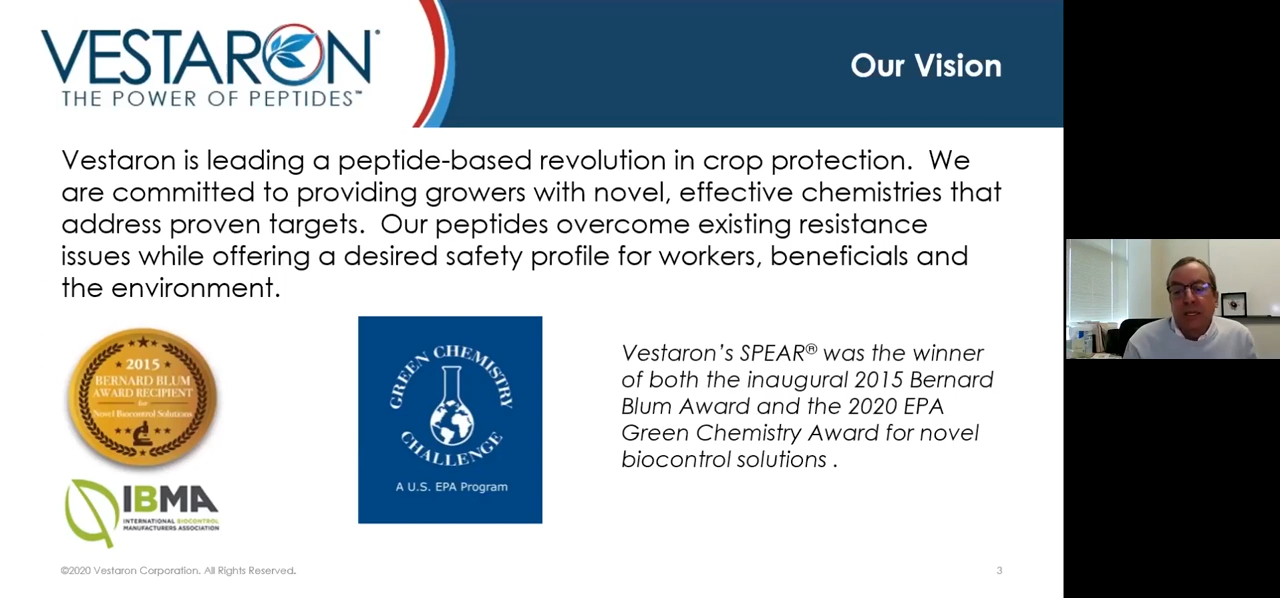 VESTARON®
THE POWER OF PEPTIDES™
Our Vision
Vestaron is leading a peptide-based revolution in crop protection.  We
are committed to providing growers with novel, effective chemistries that
address proven targets.  Our peptides overcome existing resistance
issues while offering a desired safety profile for workers, beneficials and
the environment.
2015
BERNARD BLUM
AWARD RECIPIENT
for
Novel Biocontrol Solutions
IBMA
INTERNATIONAL BIOCONTROL
MANUFACTURERS ASSOCIATION
GREEN CHEMISTRY
CHALLENGE
A U.S. EPA Program
Vestaron's SPEAR® was the winner
of both the inaugural 2015 Bernard
Blum Award and the 2020 EPA
Green Chemistry Award for novel
biocontrol solutions .
©2020 Vestaron Corporation. All Rights Reserved.
3